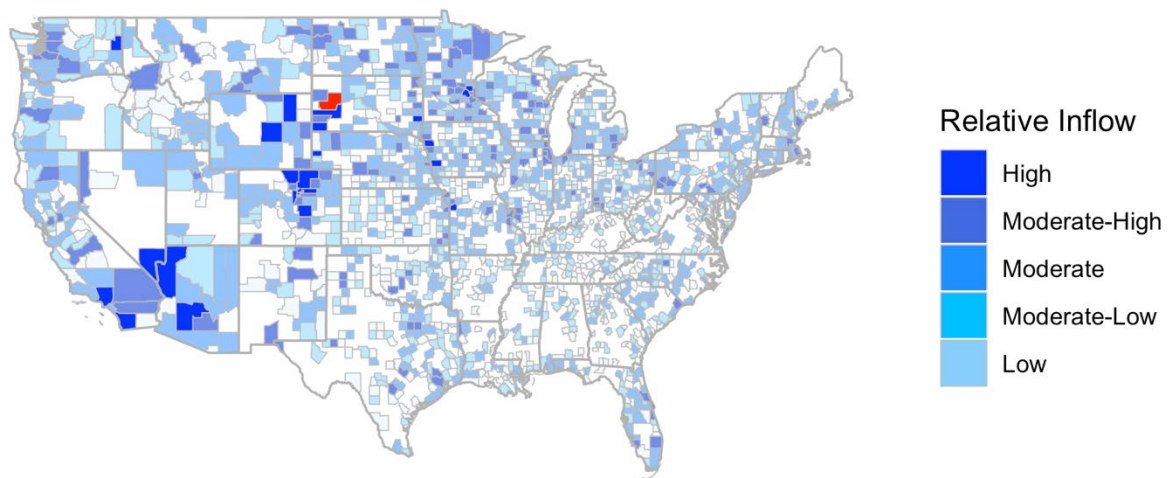 Relative Inflow
High
Moderate-High
Moderate
Moderate-Low
Low